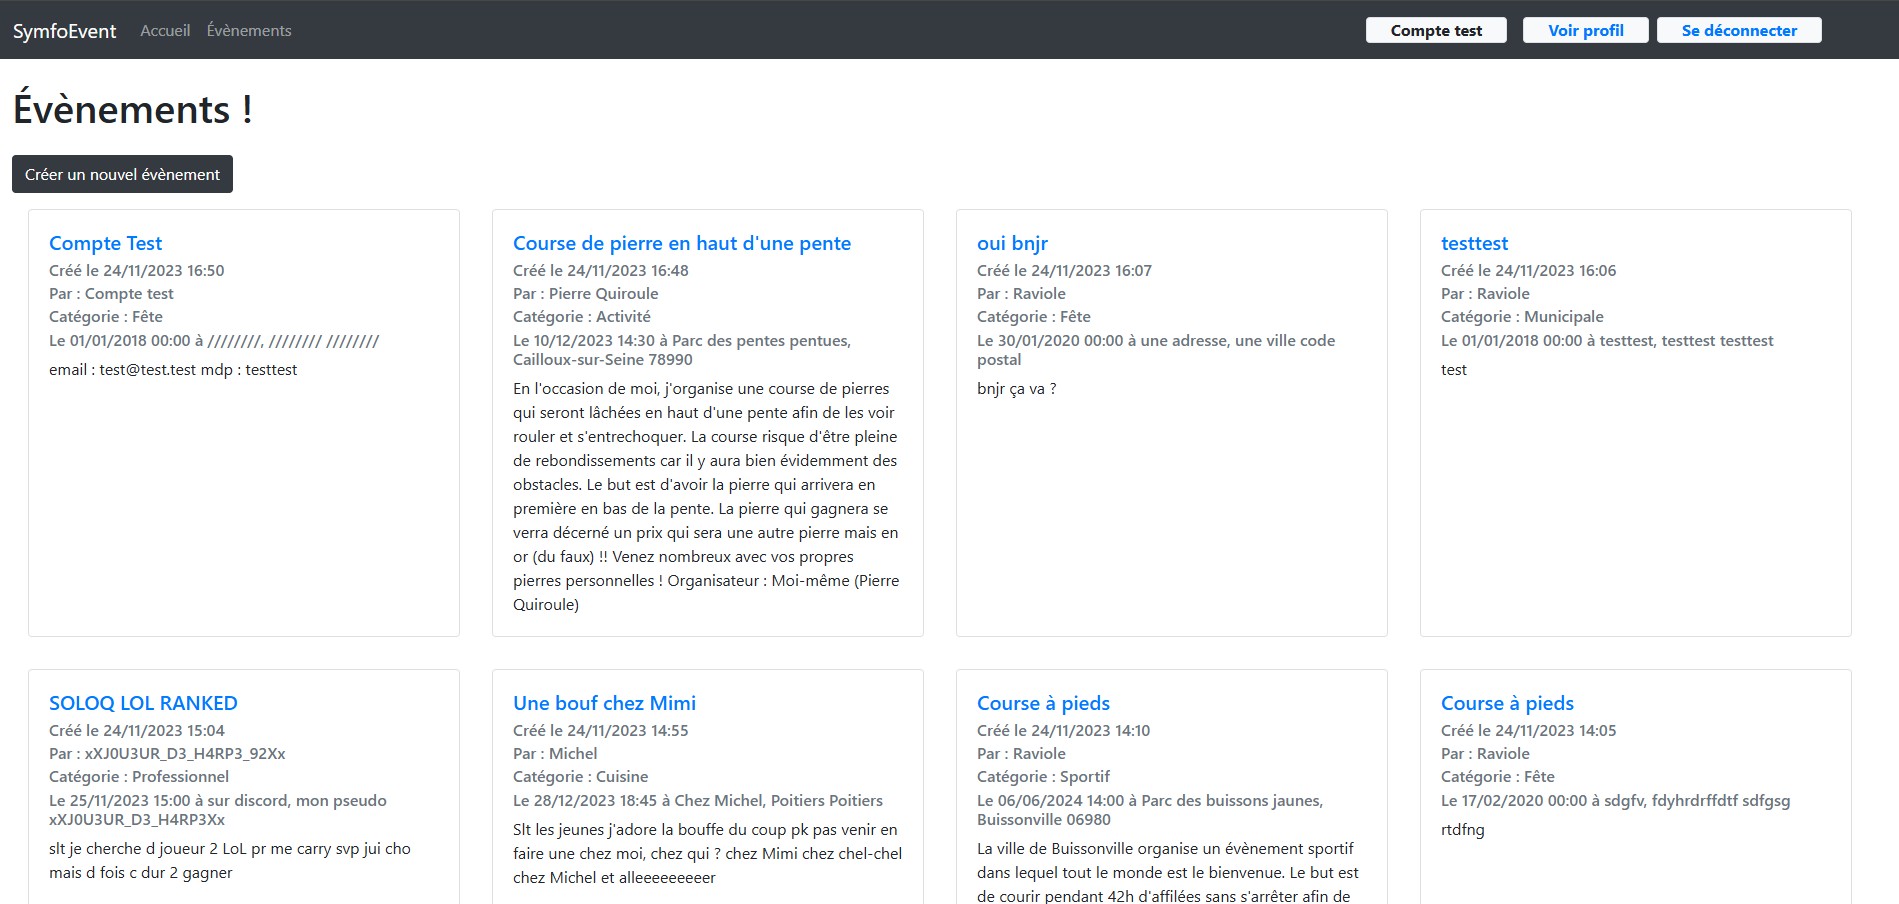 SymfoEvent Accueil Évènements Compte test Voir profil Se déconnecter
Évènements !
Créer un nouvel évènement
Compte Test
Créé le 24/11/2023 16:50
Par : Compte test
Catégorie : Fête
Le 01/01/2018 00:00 à ////////, //////// ////////
email : test@test.test mdp : testtest
Course de pierre en haut d'une pente
Créé le 24/11/2023 16:48
Par : Pierre Quiroule
Catégorie : Activité
Le 10/12/2023 14:30 à Parc des pentes pentues,
Cailloux-sur-Seine 78990
En l'occasion de moi, j'organise une course de pierres
qui seront lâchées en haut d'une pente afin de les voir
rouler et s'entrechoquer. La course risque d'être pleine
de rebondissements car il y aura bien évidemment des
obstacles. Le but est d'avoir la pierre qui arrivera en
première en bas de la pente. La pierre qui gagnera se
verra décerné un prix qui sera une autre pierre mais en
or (du faux) !! Venez nombreux avec vos propres
pierres personnelles ! Organisateur : Moi-même (Pierre
Quiroule)
oui bnjr
Créé le 24/11/2023 16:07
Par : Raviole
Catégorie : Fête
Le 30/01/2020 00:00 à une adresse, une ville code
postal
bnjr ça va ?
testtest
Créé le 24/11/2023 16:06
Par : Raviole
Catégorie : Municipale
Le 01/01/2018 00:00 à testtest, testtest testtest
test
SOLOQ LOL RANKED
Créé le 24/11/2023 15:04
Par : xXJ0U3UR_D3_H4RP3_92Xx
Catégorie : Professionnel
Le 25/11/2023 15:00 à sur discord, mon pseudo
xXJ0U3UR_D3_H4RP3Xx
slt je cherche d joueur 2 LoL pr me carry svp jui cho
mais d fois c dur 2 gagner
Une bouf chez Mimi
Créé le 24/11/2023 14:55
Par : Michel
Catégorie : Cuisine
Le 28/12/2023 18:45 à Chez Michel, Poitiers Poitiers
Slt les jeunes j'adore la bouffe du coup pk pas venir en
faire une chez moi, chez qui ? chez Mimi chez chel-chel
chez Michel et alleeeeeeeeer
Course à pieds
Créé le 24/11/2023 14:10
Par : Raviole
Catégorie : Sportif
Le 06/06/2024 14:00 à Parc des buissons jaunes,
Buissonville 06980
La ville de Buissonville organise un évènement sportif
dans lequel tout le monde est le bienvenue. Le but est
de courir pendant 42h d'affilées sans s'arrêter afin de
Course à pieds
Créé le 24/11/2023 14:05
Par : Raviole
Catégorie : Fête
Le 17/02/2020 00:00 à sdgfv, fdyhrdrffdtf sdfgsg
rtdfng